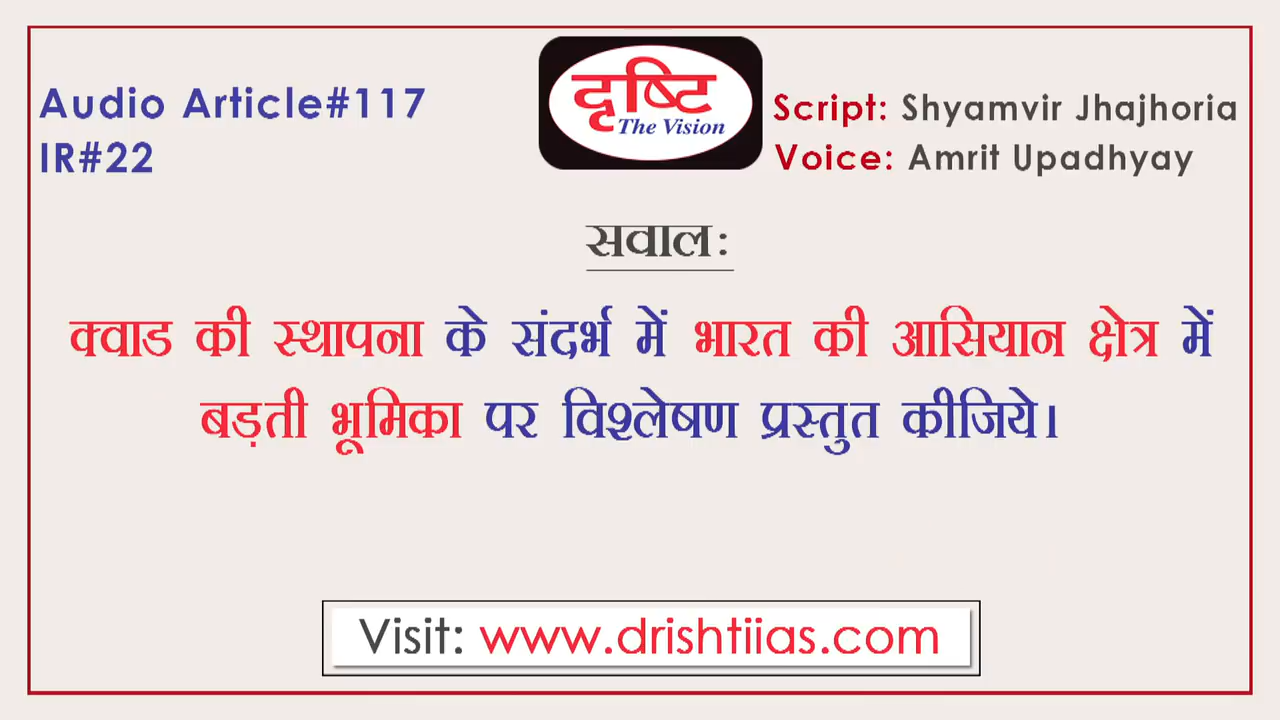 Audio Article#117
IR#22
दृष्टि
The Vision
Script: Shyamvir Jhajhoria
Voice: Amrit Upadhyay
सवाल:
क्वाड की स्थापना के संदर्भ में भारत की आसियान क्षेत्र में
बड़ती भूमिका पर विश्लेषण प्रस्तुत कीजिये।
Visit: www.drishtiias.com